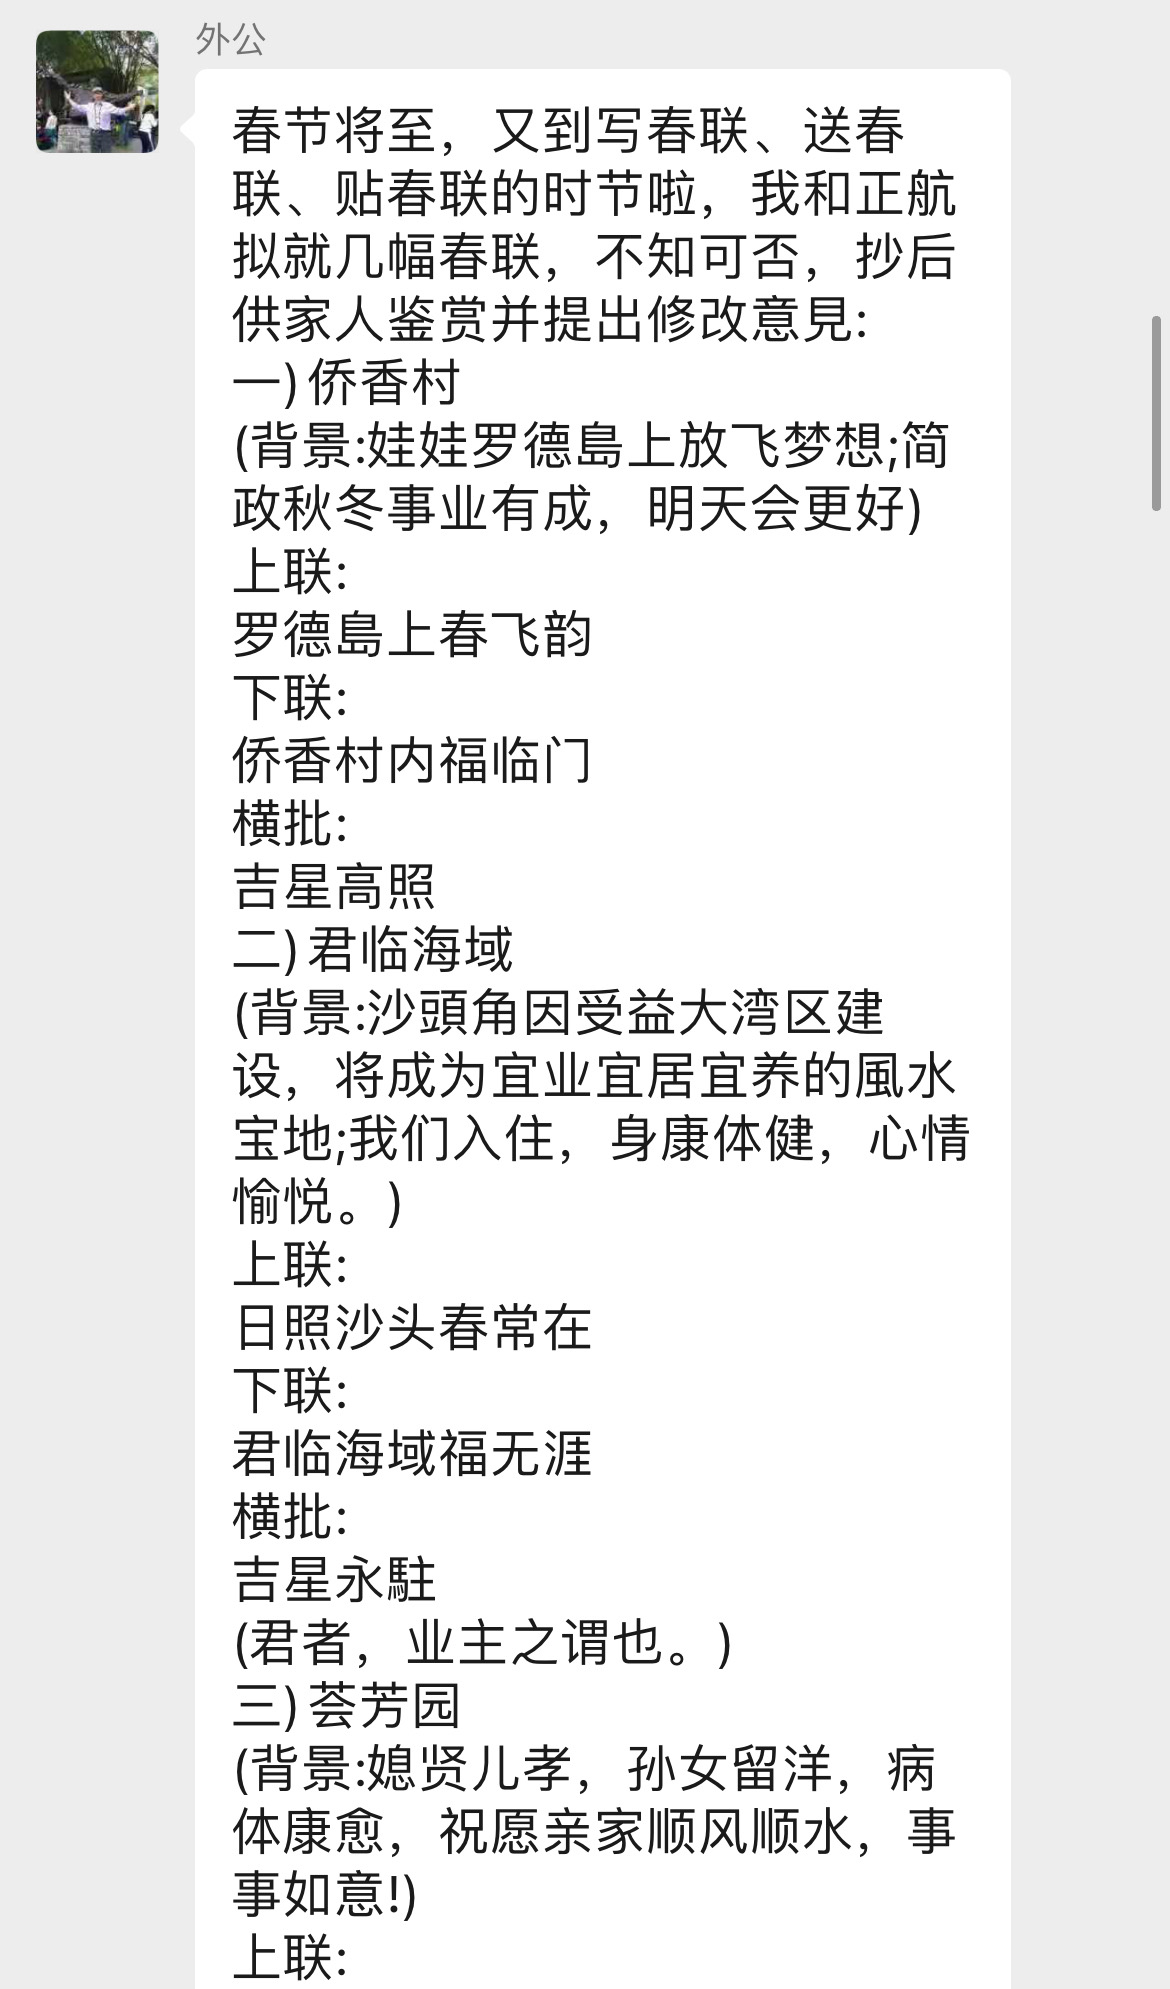 外公
春节将至，又到写春联、送春
联、贴春联的时节啦，我和正航
拟就几幅春联，不知可否，抄后
供家人鉴赏并提出修改意見:
一)侨香村
(背景:娃娃罗德島上放飞梦想;简
政秋冬事业有成，明天会更好)
上联:
罗德島上春飞韵
下联:
侨香村内福临门
横批:
吉星高照
二)君临海域
(背景:沙頭角因受益大湾区建
设，将成为宜业宜居宜养的風水
宝地;我们入住，身康体健，心情
愉悦。)
上联:
日照沙头春常在
下联:
君临海域福无涯
横批:
吉星永駐
(君者，业主之谓也。)
三)荟芳园
(背景:媳贤儿孝，孙女留洋，病
体康愈，祝愿亲家顺风顺水，事
事如意!)
上联: